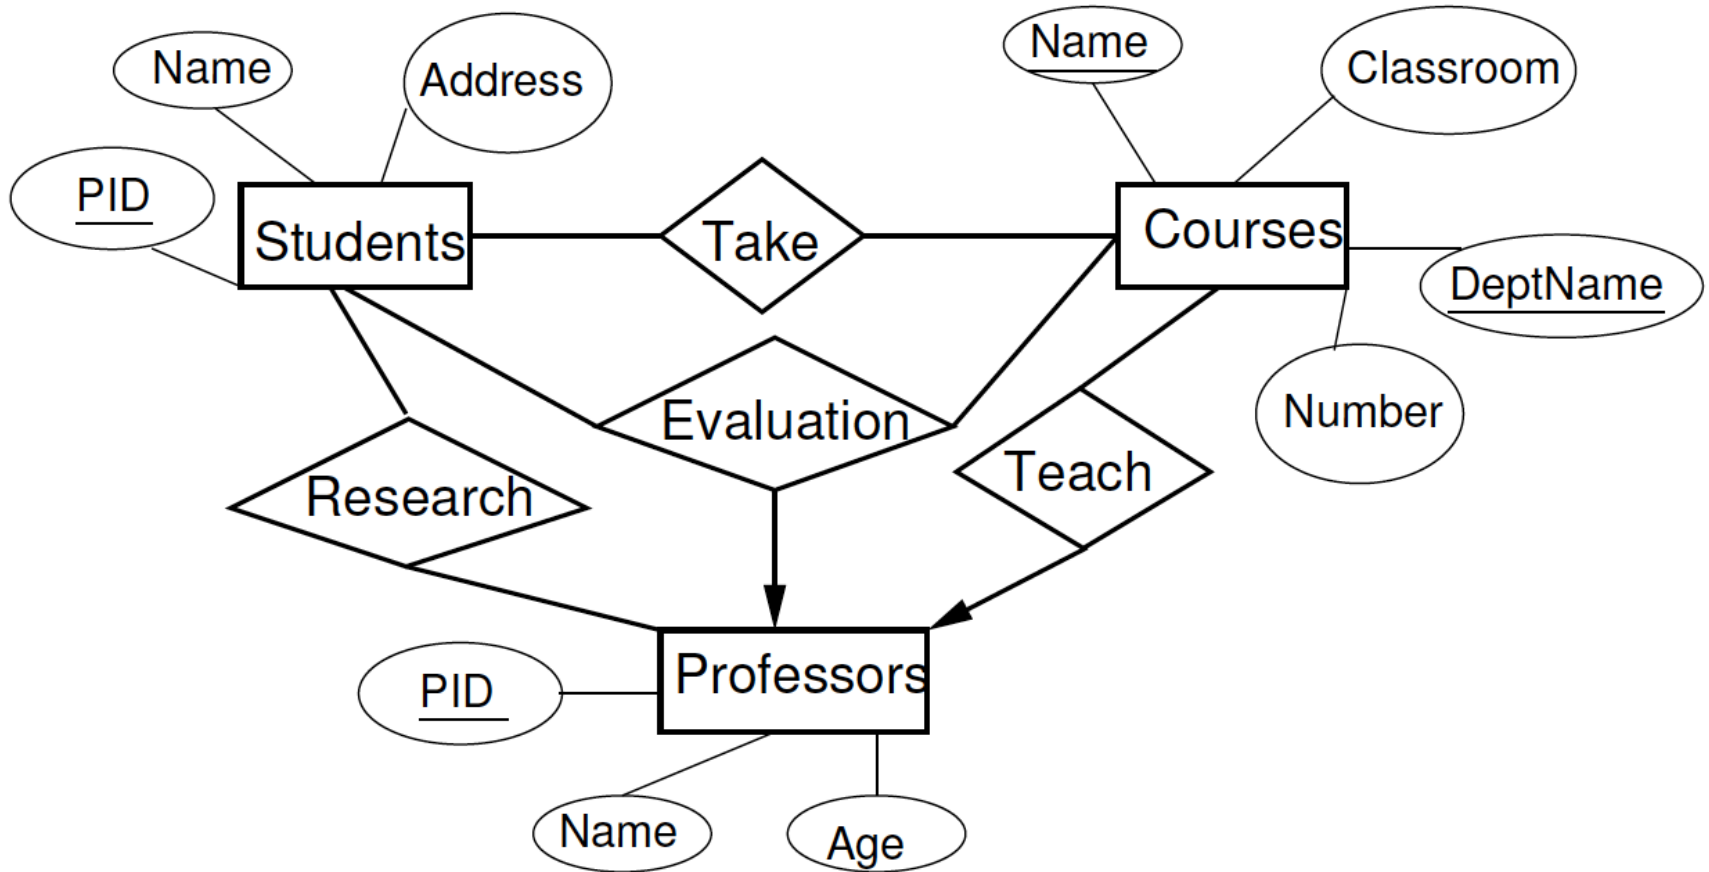 Name
Address
Name
Classroom
PID
Students
Take
Courses
DeptName
Evaluation
Number
Research
Teach
Professors
PID
Name
Age